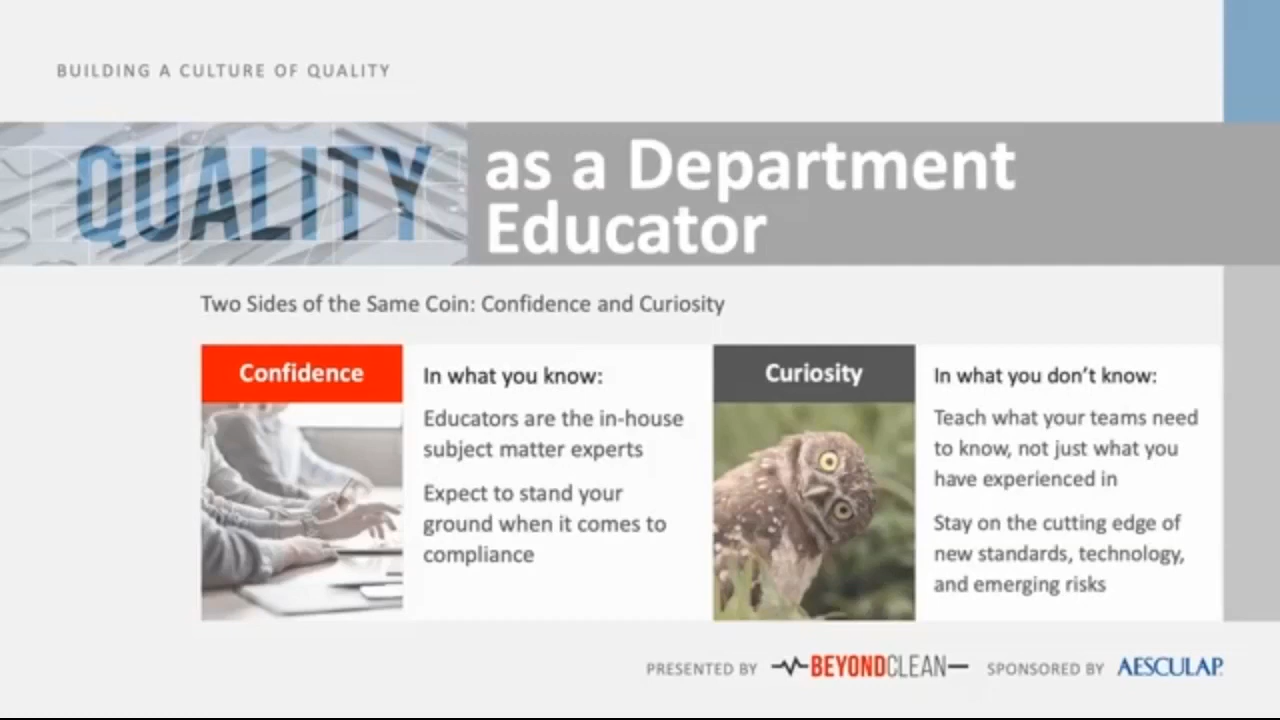 BUILDING A CULTURE OF QUALITY
QUALITY
as a Department
Educator
Two Sides of the Same Coin: Confidence and Curiosity
Confidence
In what you know:
Educators are the in-house
subject matter experts
Expect to stand your
ground when it comes to
compliance
Curiosity
In what you don’t know:
Teach what your teams need
to know, not just what you
have experienced in
Stay on the cutting edge of
new standards, technology,
and emerging risks
PRESENTED BY BEYONDCLEAN SPONSORED BY AESCULAP